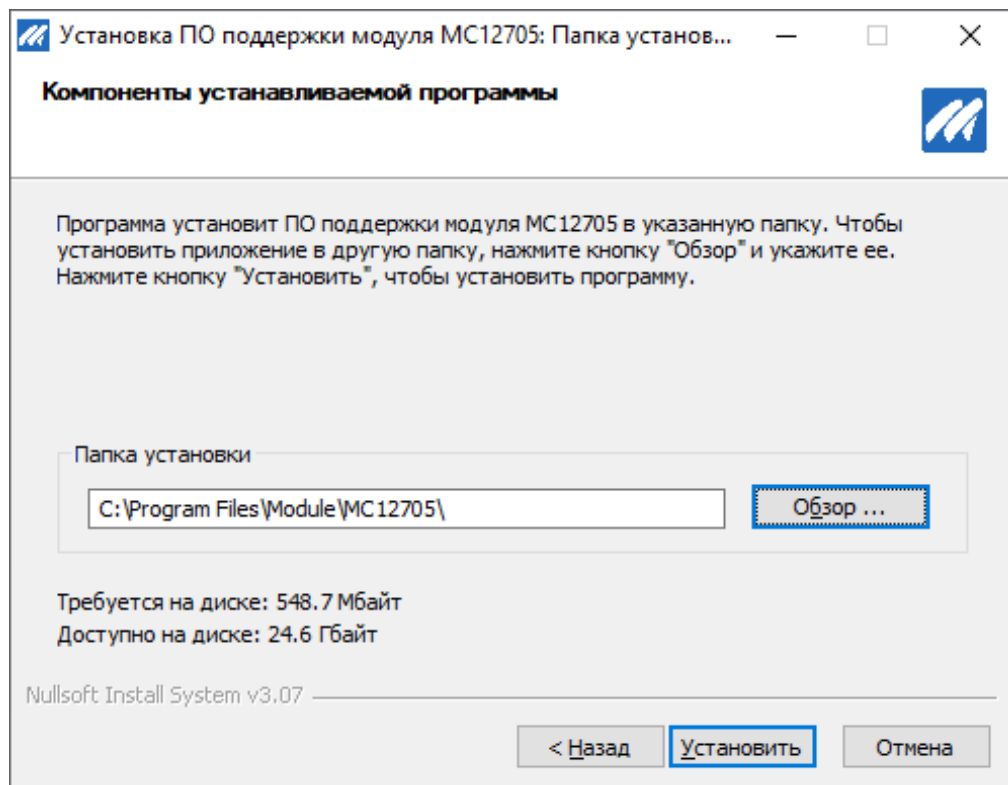 Установка ПО поддержки модуля МС12705: Папка установ...
Компоненты устанавливаемой программы
Программа установит ПО поддержки модуля МС12705 в указанную папку. Чтобы
установить приложение в другую папку, нажмите кнопку "Обзор" и укажите ее.
Нажмите кнопку "Установить", чтобы установить программу.
Папка установки
C:\Program Files\Module\MC12705\
Обзор ...
Требуется на диске: 548.7 Мбайт
Доступно на диске: 24.6 Гбайт
Nullsoft Install System v3.07
< Назад
Установить
Отмена